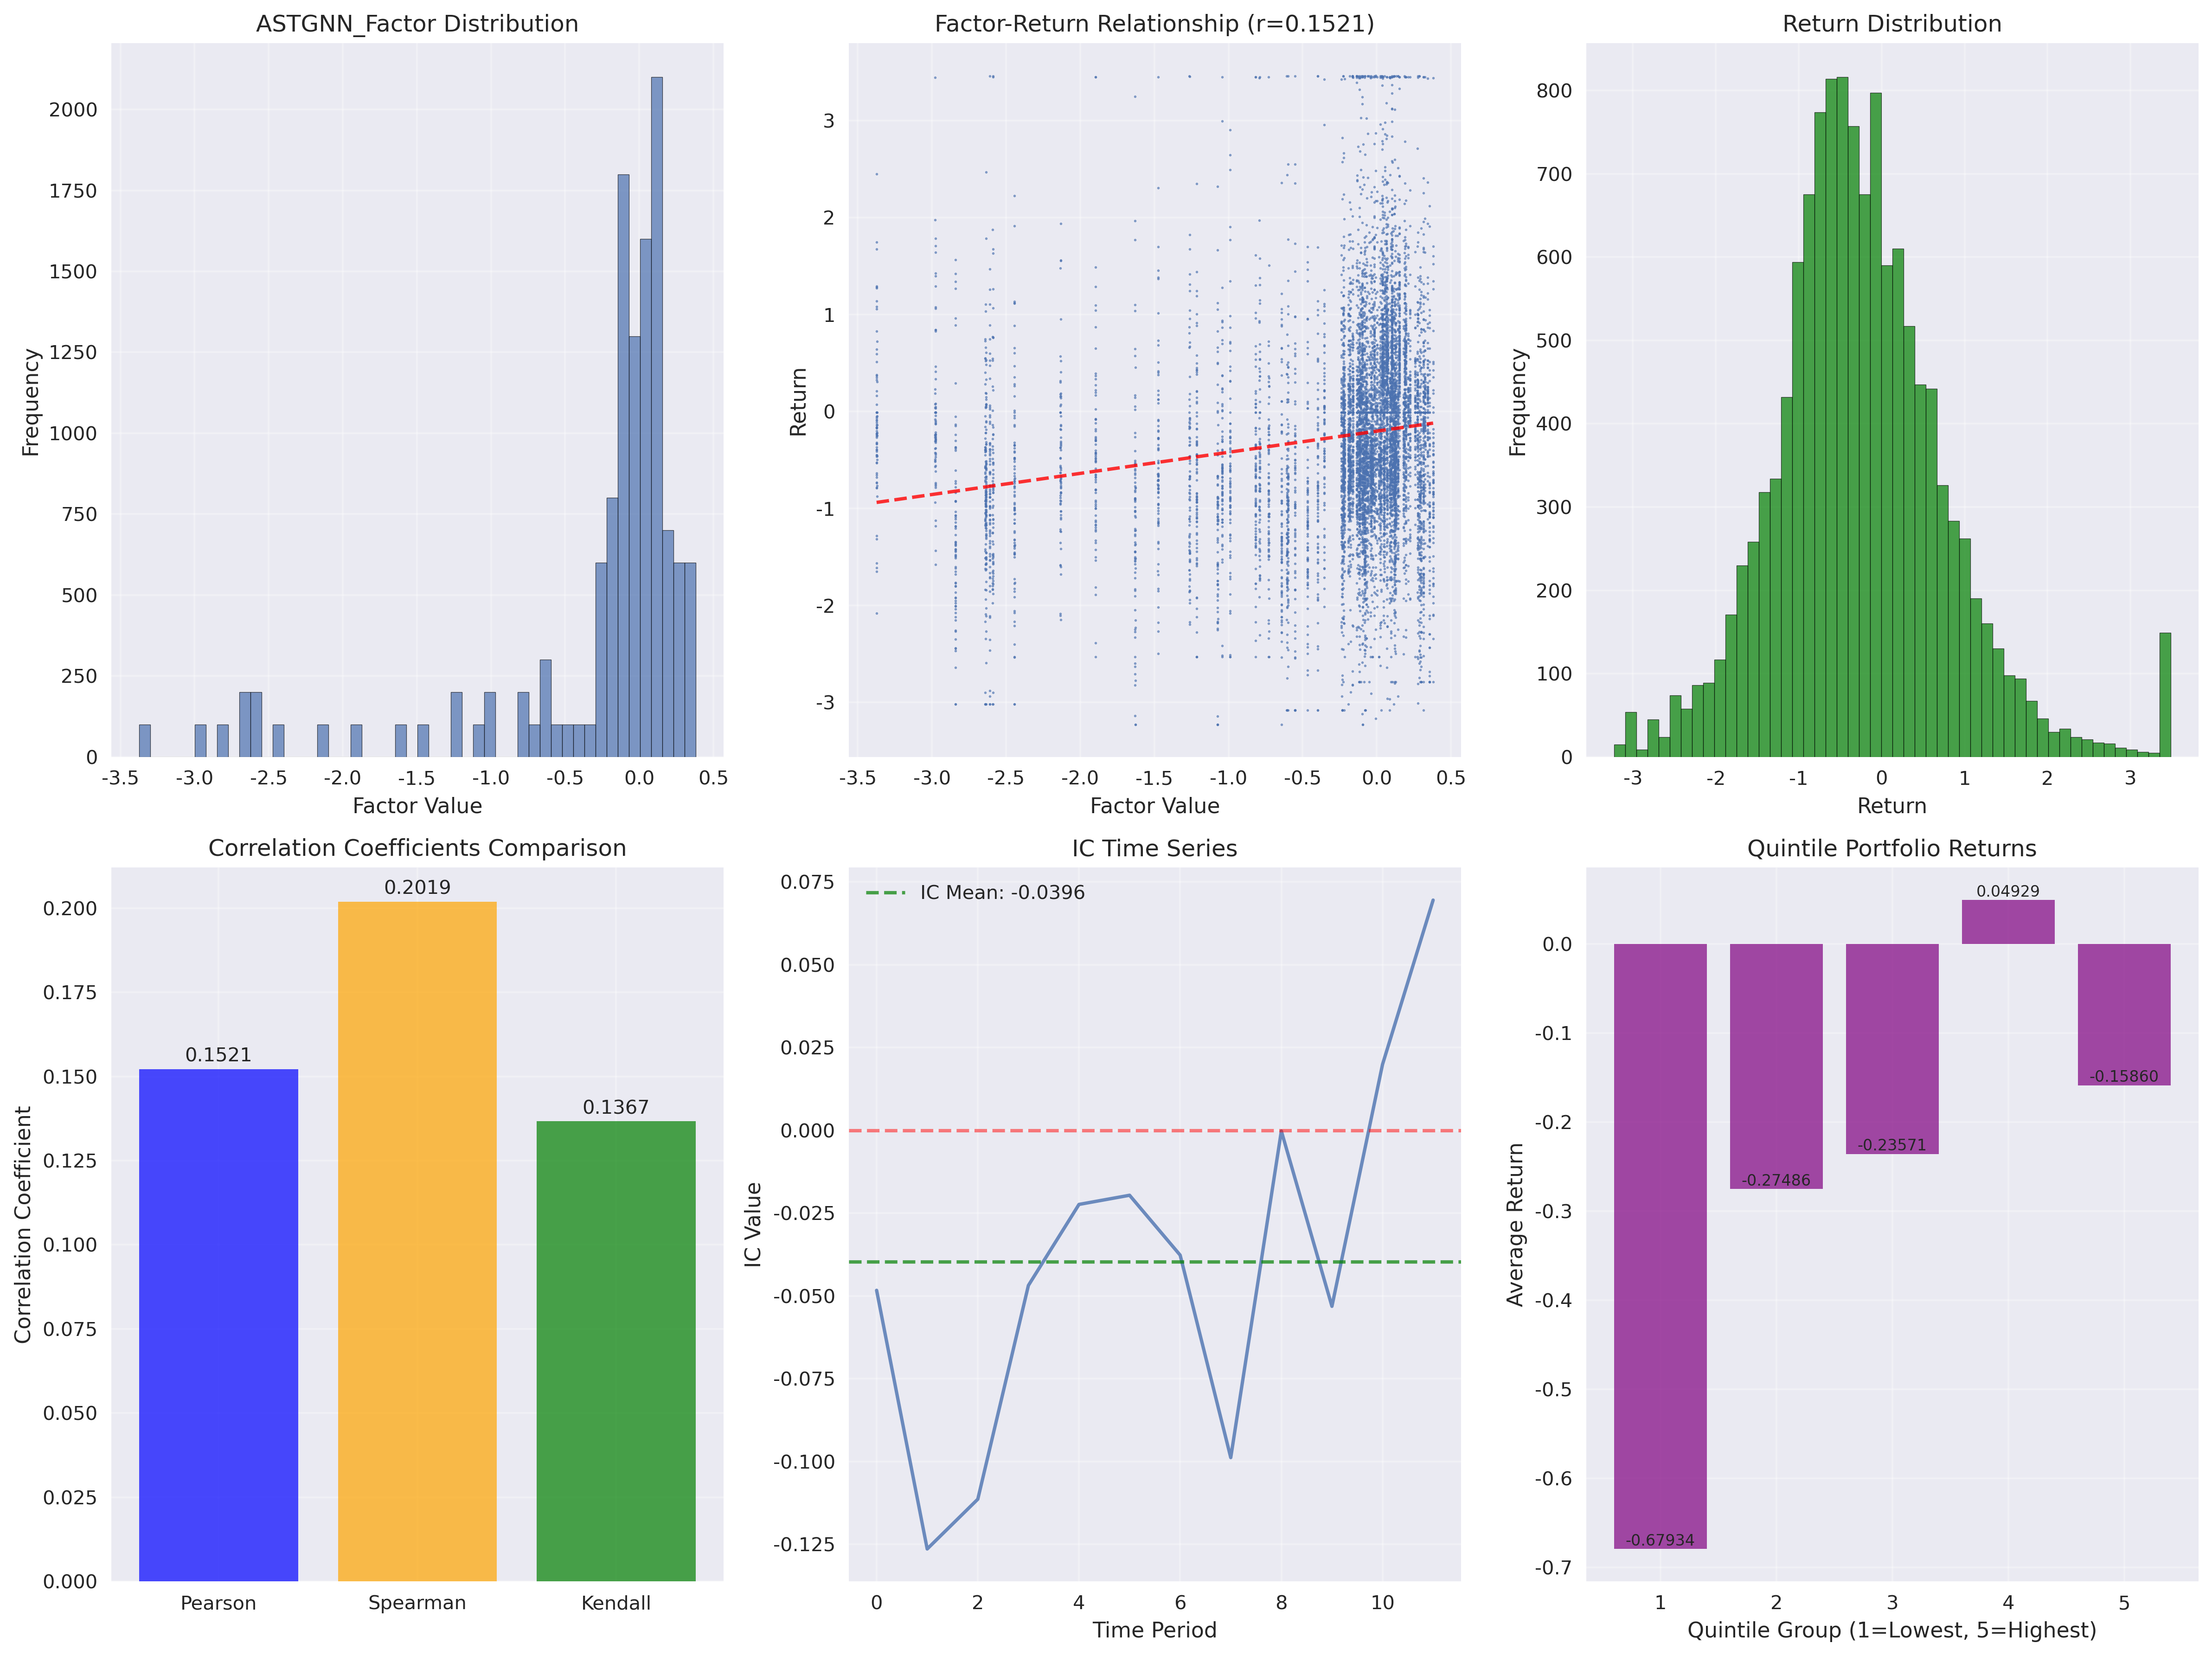 ASTGNN_Factor Distribution
Frequency
2000
1750
1500
1250
1000
750
500
250
0
-3.5 -3.0 -2.5 -2.0 -1.5 -1.0 -0.5 0.0 0.5
Factor Value
Factor-Return Relationship (r=0.1521)
Return
3
2
1
0
-1
-2
-3
-3.5 -3.0 -2.5 -2.0 -1.5 -1.0 -0.5 0.0 0.5
Factor Value
Return Distribution
Frequency
800
700
600
500
400
300
200
100
0
-3 -2 -1 0 1 2 3
Return
Correlation Coefficients Comparison
Correlation Coefficient
0.200
0.175
0.150
0.125
0.100
0.075
0.050
0.025
0.000
0.1521
0.2019
0.1367
Pearson Spearman Kendall
IC Time Series
IC Value
0.075
0.050
0.025
0.000
-0.025
-0.050
-0.075
-0.100
-0.125
IC Mean: -0.0396
0 2 4 6 8 10
Time Period
Quintile Portfolio Returns
Average Return
0.0
-0.1
-0.2
-0.3
-0.4
-0.5
-0.6
-0.7
-0.67934
-0.27486
-0.23571
0.04929
-0.15860
1 2 3 4 5
Quintile Group (1=Lowest, 5=Highest)